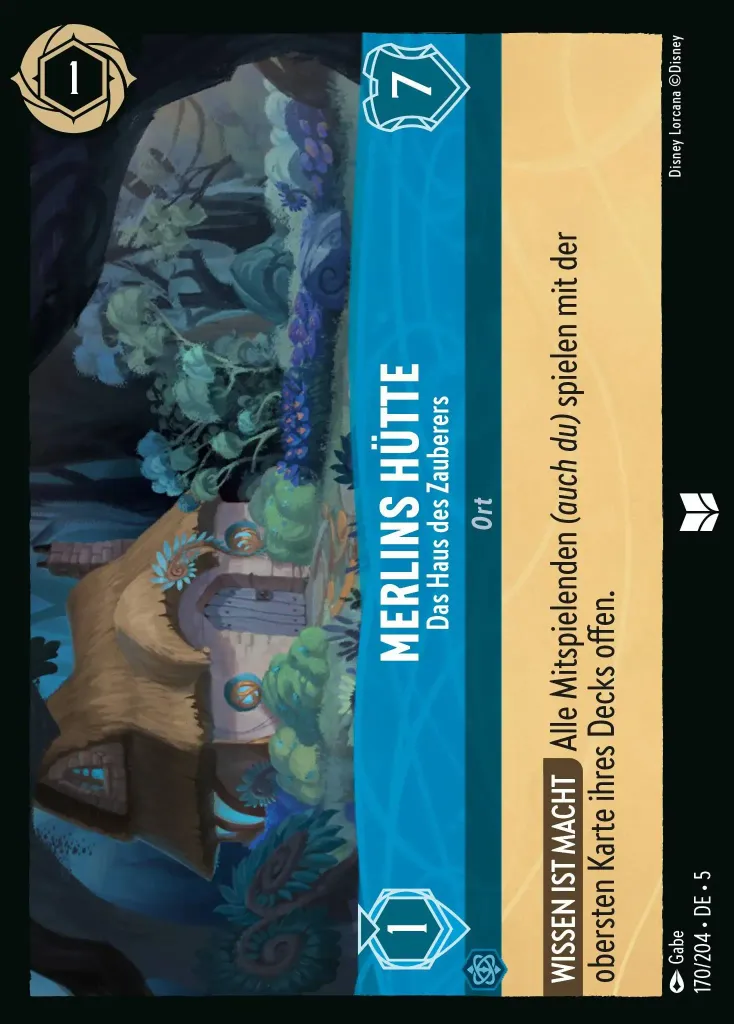 1
7
MERLINS HÜTTE
Das Haus des Zauberers
1
Ort
WISSEN IST MACHT Alle Mitspielenden (auch du) spielen mit der
obersten Karte ihres Decks offen.
Gabe
170/204 • DE • 5
Disney Lorcana ©Disney